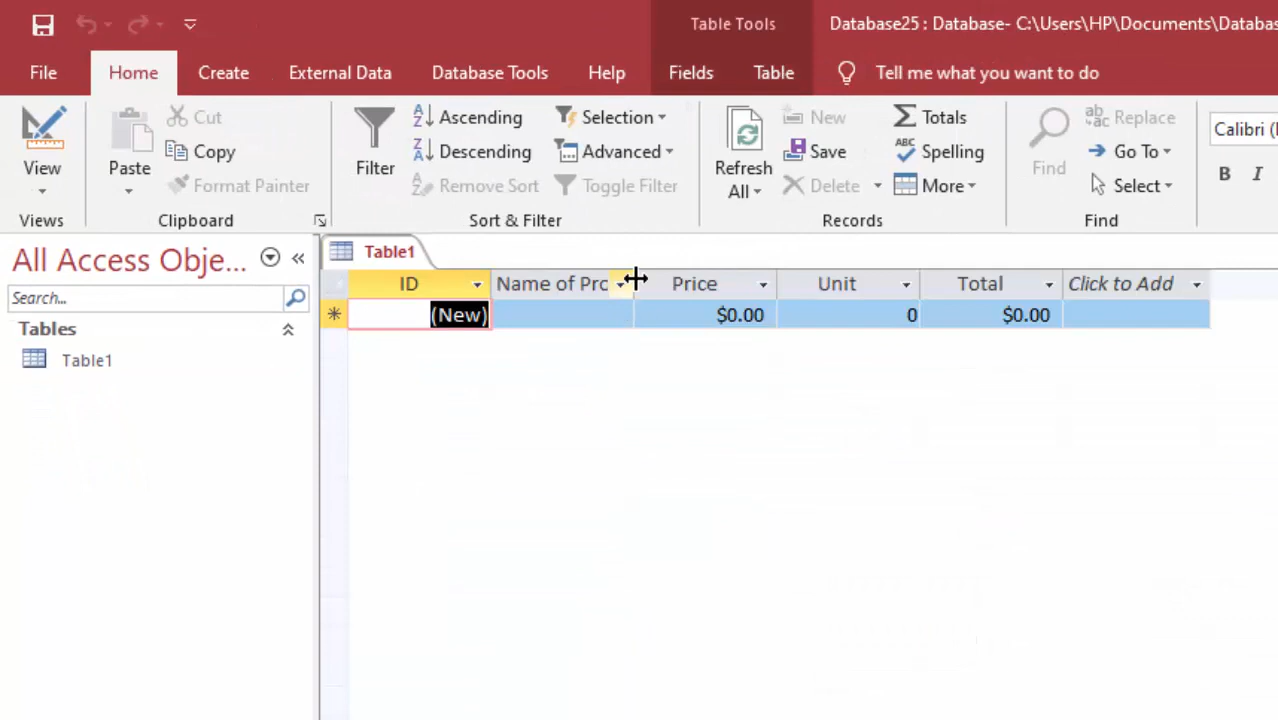 Table Tools Database25 : Database- C:\Users\HP\Documents\Databas
File Home Create External Data Database Tools Help Fields Table Tell me what you want to do
View Paste Cut Copy Format Painter Filter Ascending Descending Remove Sort Selection Advanced Toggle Filter Refresh All New Save Delete Totals Spelling More Find Replace Go To Select Calibri ( B I
Views Clipboard Sort & Filter Records Find
All Access Obje... Table1
ID Name of Pro Price Unit Total Click to Add
Search...
(New) $0.00 0 $0.00
Tables
Table1